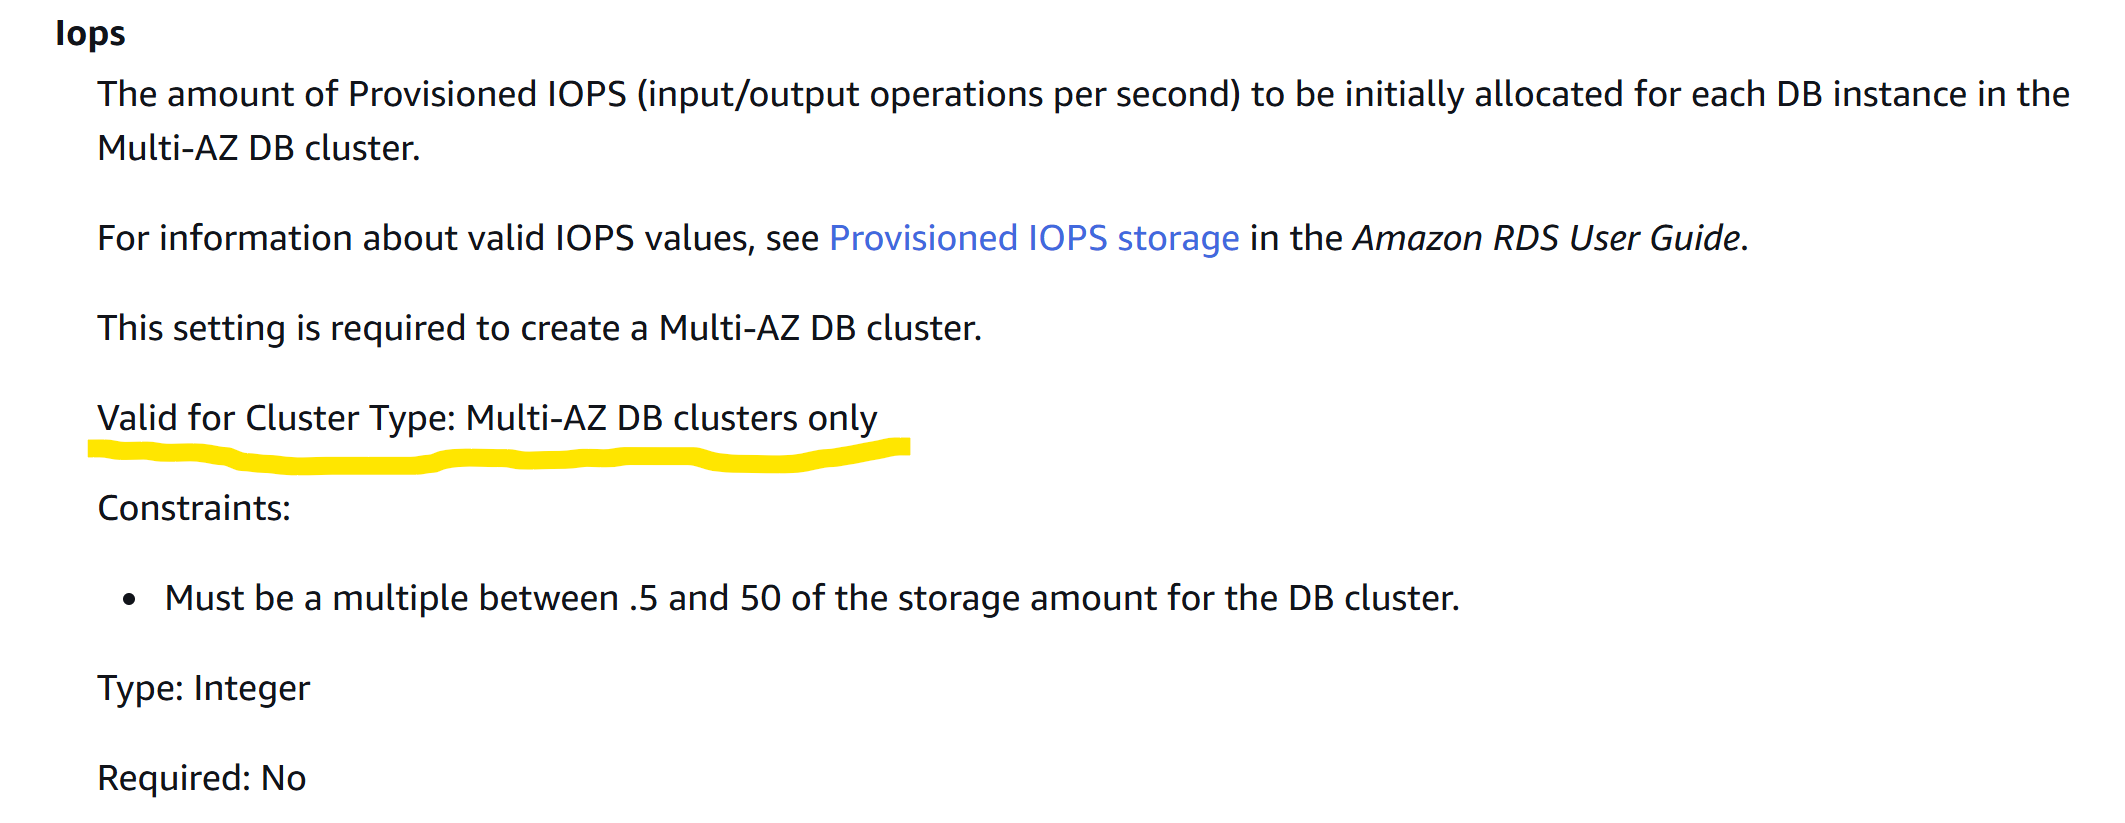 Iops
The amount of Provisioned IOPS (input/output operations per second) to be initially allocated for each DB instance in the
Multi-AZ DB cluster.
For information about valid IOPS values, see Provisioned IOPS storage in the Amazon RDS User Guide.
This setting is required to create a Multi-AZ DB cluster.
Valid for Cluster Type: Multi-AZ DB clusters only
Constraints:
• Must be a multiple between .5 and 50 of the storage amount for the DB cluster.
Type: Integer
Required: No